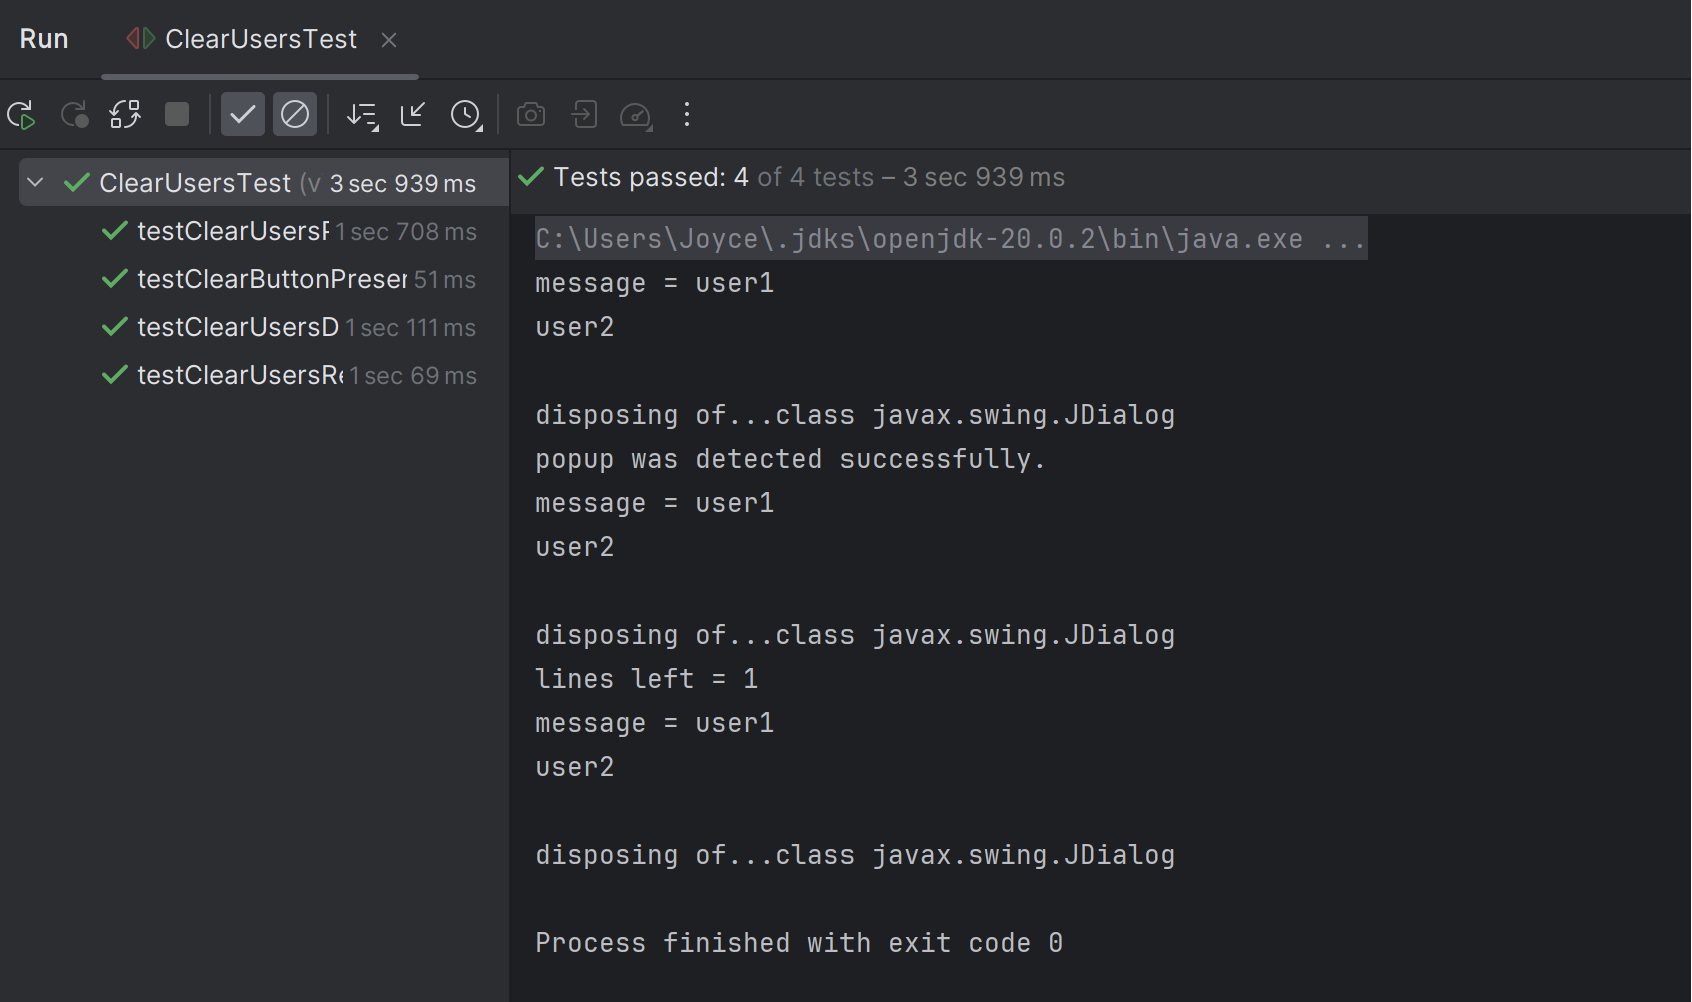 Run ClearUsersTest
ClearUsersTest (v 3 sec 939 ms
testClearUsersF 1 sec 708 ms
testClearButtonPreser 51 ms
testClearUsersD 1 sec 111 ms
testClearUsersRe 1 sec 69 ms
Tests passed: 4 of 4 tests – 3 sec 939 ms
C:\Users\Joyce\.jdks\openjdk-20.0.2\bin\java.exe ...
message = user1
user2
disposing of...class javax.swing.JDialog
popup was detected successfully.
message = user1
user2
disposing of...class javax.swing.JDialog
lines left = 1
message = user1
user2
disposing of...class javax.swing.JDialog
Process finished with exit code 0